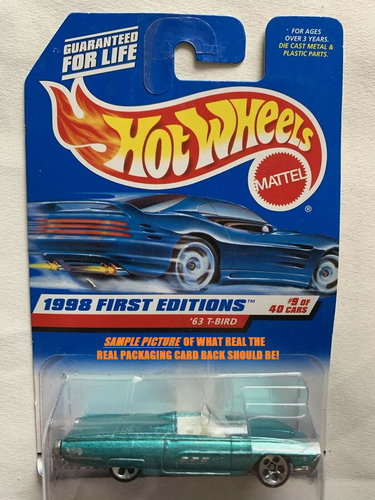 GUARANTEED
FOR LIFE
FOR AGES
OVER 3 YEARS.
DIE CAST METAL &
PLASTIC PARTS.
HOT WHEELS
MATTEL
®
1998 FIRST EDITIONS™
#9 OF
40 CARS
'63 T-BIRD
SAMPLE PICTURE OF WHAT REAL THE
REAL PACKAGING CARD BACK SHOULD BE!